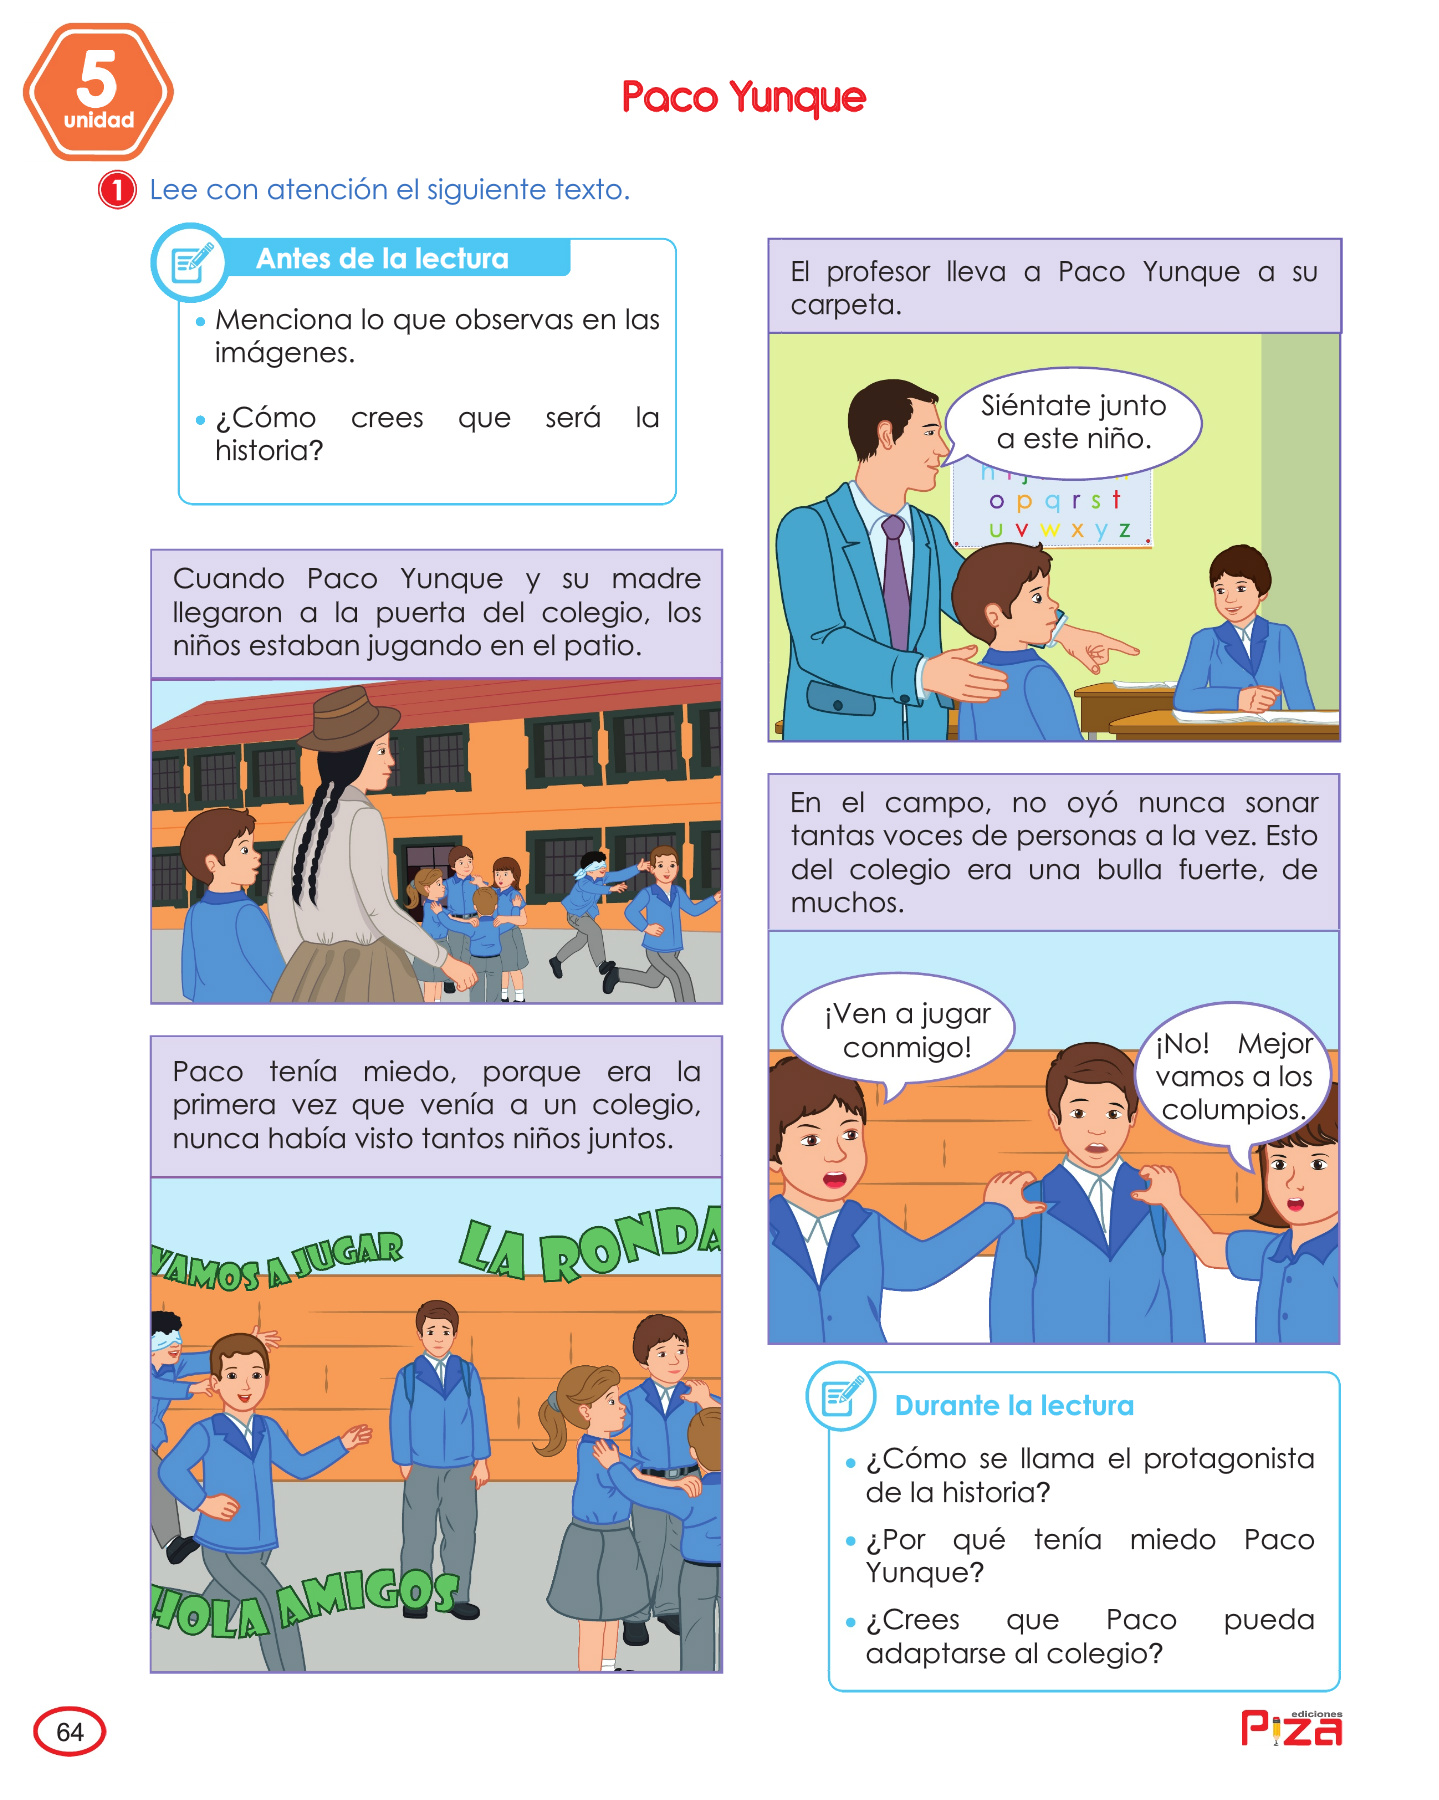 5
unidad
Paco Yunque
1 Lee con atención el siguiente texto.
Antes de la lectura
• Menciona lo que observas en las
imágenes.
• ¿Cómo crees que será la
historia?
Cuando Paco Yunque y su madre
llegaron a la puerta del colegio, los
niños estaban jugando en el patio.
Paco tenía miedo, porque era la
primera vez que venía a un colegio,
nunca había visto tantos niños juntos.
VAMOS A JUGAR
LA RONDA
HOLA AMIGOS
El profesor lleva a Paco Yunque a su
carpeta.
Siéntate junto
a este niño.
o p q r s t
u v w x y z
En el campo, no oyó nunca sonar
tantas voces de personas a la vez. Esto
del colegio era una bulla fuerte, de
muchos.
¡Ven a jugar
conmigo!
¡No! Mejor
vamos a los
columpios.
Durante la lectura
• ¿Cómo se llama el protagonista
de la historia?
• ¿Por qué tenía miedo Paco
Yunque?
• ¿Crees que Paco pueda
adaptarse al colegio?
64
ediciones
Piza